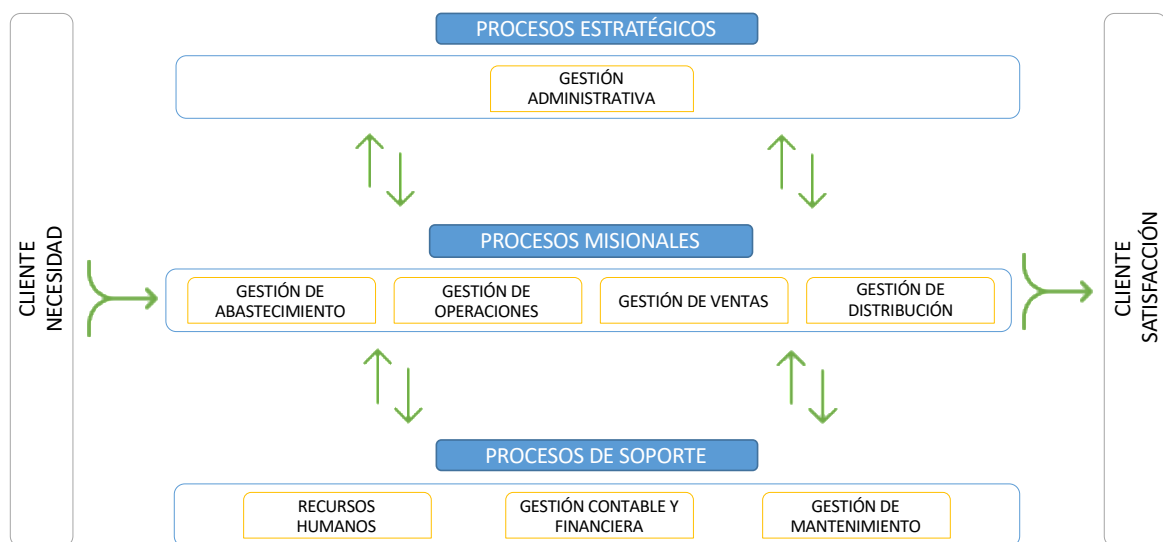 PROCESOS ESTRATÉGICOS
GESTIÓN
ADMINISTRATIVA
CLIENTE
NECESIDAD
PROCESOS MISIONALES
GESTIÓN DE
ABASTECIMIENTO
GESTIÓN DE
OPERACIONES
GESTIÓN DE VENTAS
GESTIÓN DE
DISTRIBUCIÓN
CLIENTE
SATISFACCIÓN
PROCESOS DE SOPORTE
RECURSOS
HUMANOS
GESTIÓN CONTABLE Y
FINANCIERA
GESTIÓN DE
MANTENIMIENTO